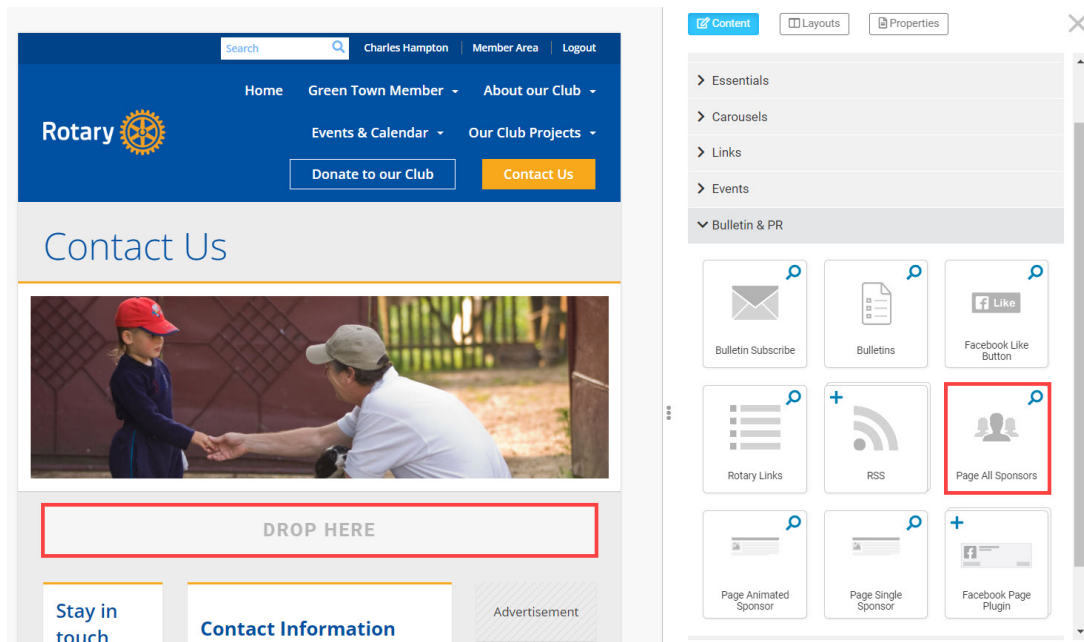 Search
Charles Hampton
Member Area
Logout
Rotary
Home
Green Town Member
About our Club
Events & Calendar
Our Club Projects
Donate to our Club
Contact Us
Contact Us
DROP HERE
Stay in
touch
Contact Information
Advertisement
Content
Layouts
Properties
Essentials
Carousels
Links
Events
Bulletin & PR
Bulletin Subscribe
Bulletins
Like
Facebook Like
Button
Rotary Links
RSS
Page All Sponsors
Page Animated
Sponsor
Page Single
Sponsor
Facebook Page
Plugin